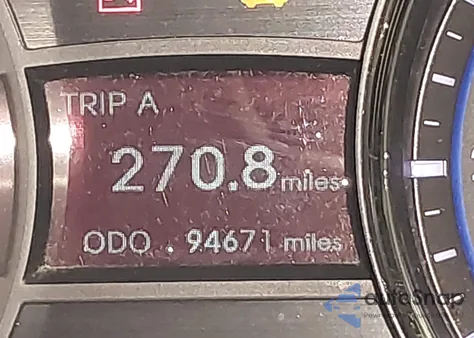 TRIP A
270.8 miles
ODO 94671 miles
autoSnap